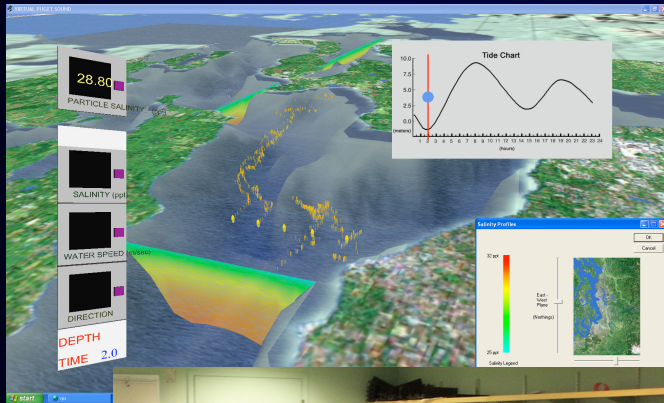 VIRTUAL PUGET SOUND
28.80
PARTICLE SALINITY
SALINITY (ppt)
WATER SPEED (m/sec)
DIRECTION
DEPTH
TIME 2.0
Tide Chart
10.0
7.5
5.0
2.5
0.0
(meters)
1 2 3 4 5 6 7 8 9 10 11 12 13 14 15 16 17 18 19 20 21 22 23 24
(hours)
Salinity Profiles
OK
Cancel
32 ppt
East -
West
Plane
(Northings)
25 ppt
Salinity Legend
start